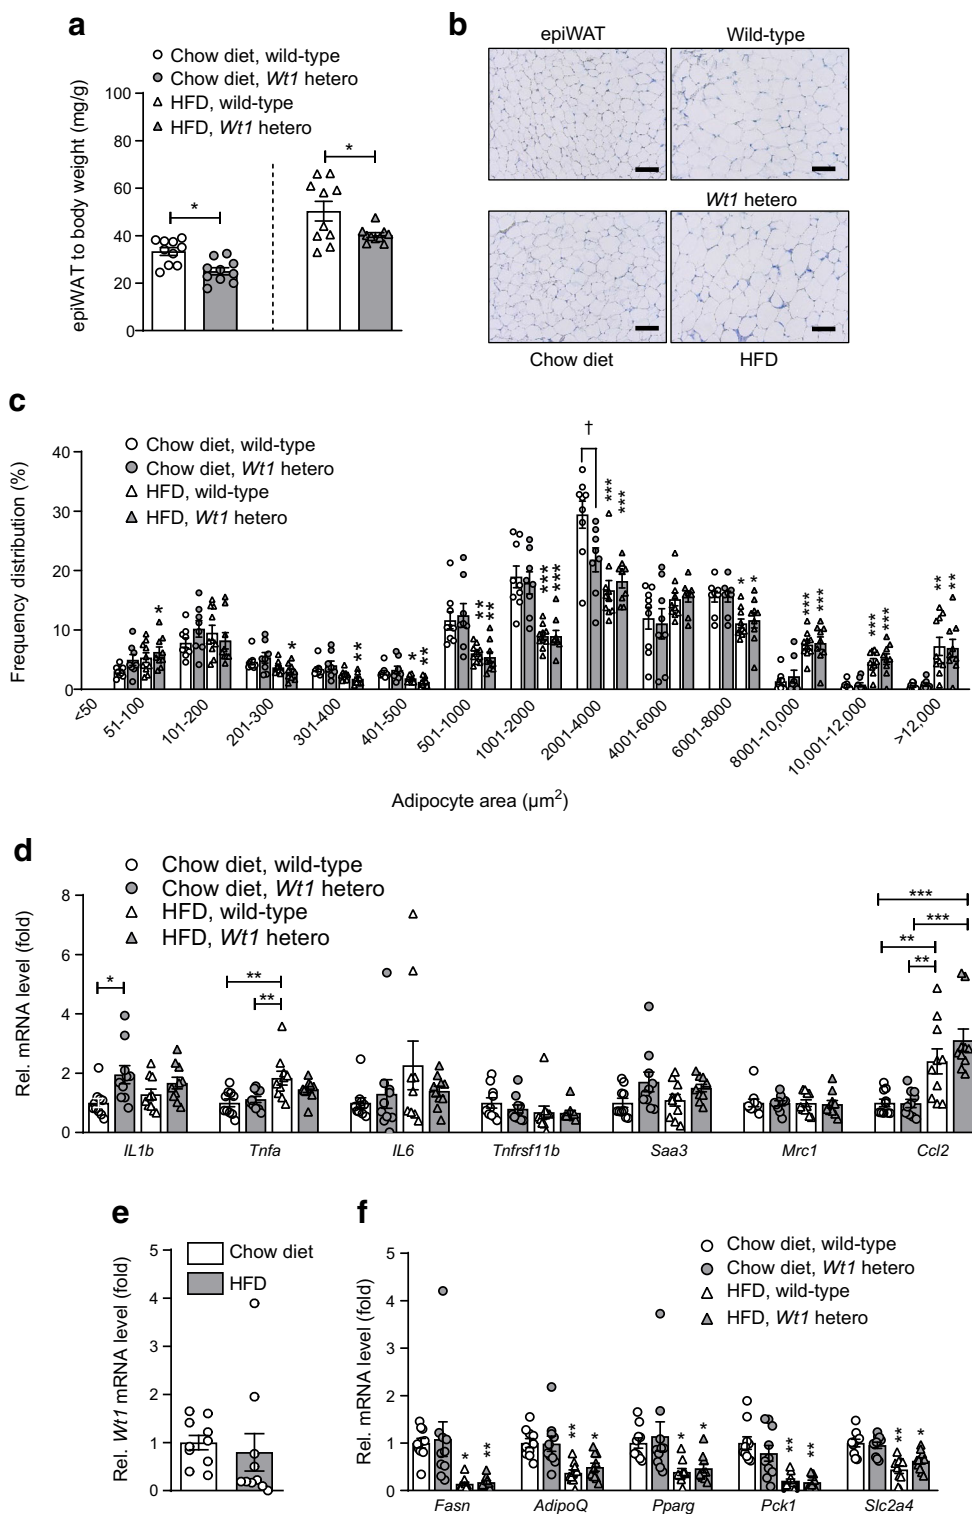 a
Chow diet, wild-type
Chow diet, Wt1 hetero
HFD, wild-type
HFD, Wt1 hetero
epiWAT to body weight (mg/g)
100
80
60
40
20
0
*
*
b
epiWAT
Wild-type
Wt1 hetero
Chow diet
HFD
c
Chow diet, wild-type
Chow diet, Wt1 hetero
HFD, wild-type
HFD, Wt1 hetero
Frequency distribution (%)
40
30
20
10
0
†
*
*
**
*
**
**
**
***
***
***
***
*
*
***
***
***
***
**
**
<50
51-100
101-200
201-300
301-400
401-500
501-1000
1001-2000
2001-4000
4001-6000
6001-8000
8001-10,000
10,001-12,000
>12,000
Adipocyte area (µm²)
d
Chow diet, wild-type
Chow diet, Wt1 hetero
HFD, wild-type
HFD, Wt1 hetero
Rel. mRNA level (fold)
8
6
4
2
0
*
**
**
***
***
**
**
IL1b
Tnfa
IL6
Tnfrsf11b
Saa3
Mrc1
Ccl2
e
Chow diet
HFD
Rel. Wt1 mRNA level (fold)
5
4
3
2
1
0
f
Chow diet, wild-type
Chow diet, Wt1 hetero
HFD, wild-type
HFD, Wt1 hetero
Rel. mRNA level (fold)
5
4
3
2
1
0
*
**
**
*
*
*
**
**
**
*
Fasn
AdipoQ
Pparg
Pck1
Slc2a4